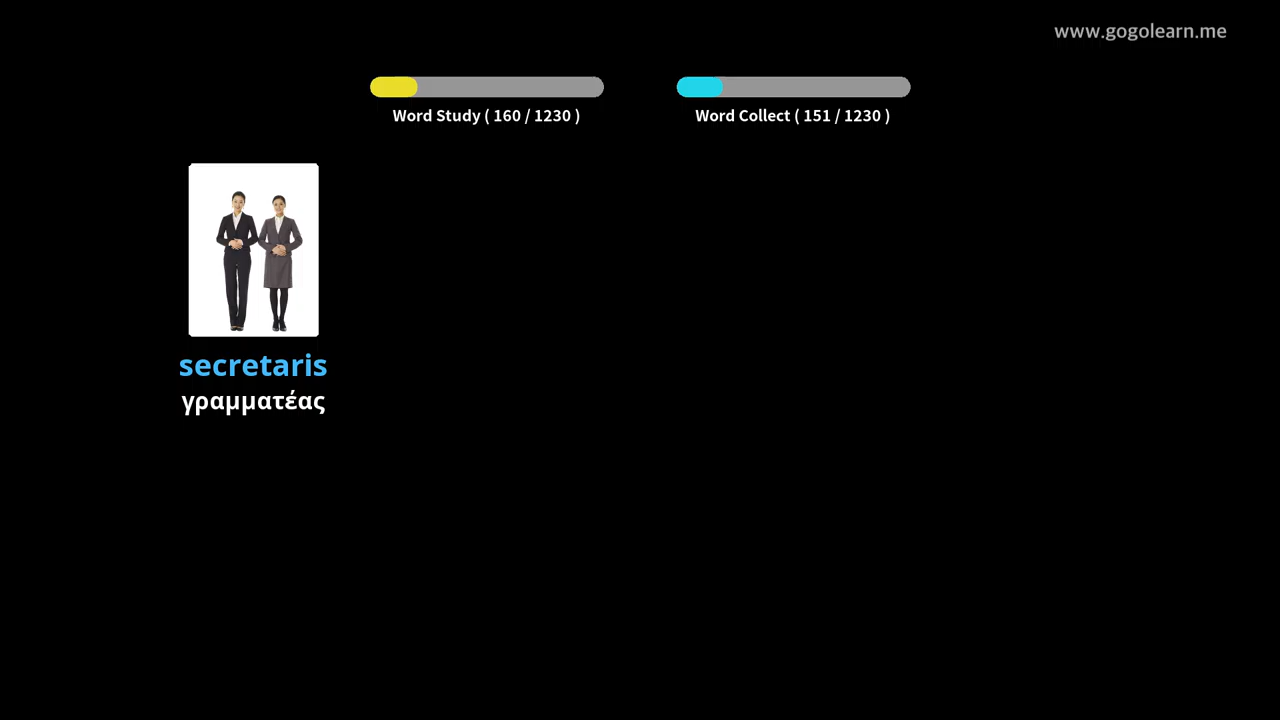 www.gogolearn.me
Word Study ( 160 / 1230 )
Word Collect ( 151 / 1230 )
secretaris
γραμματέας